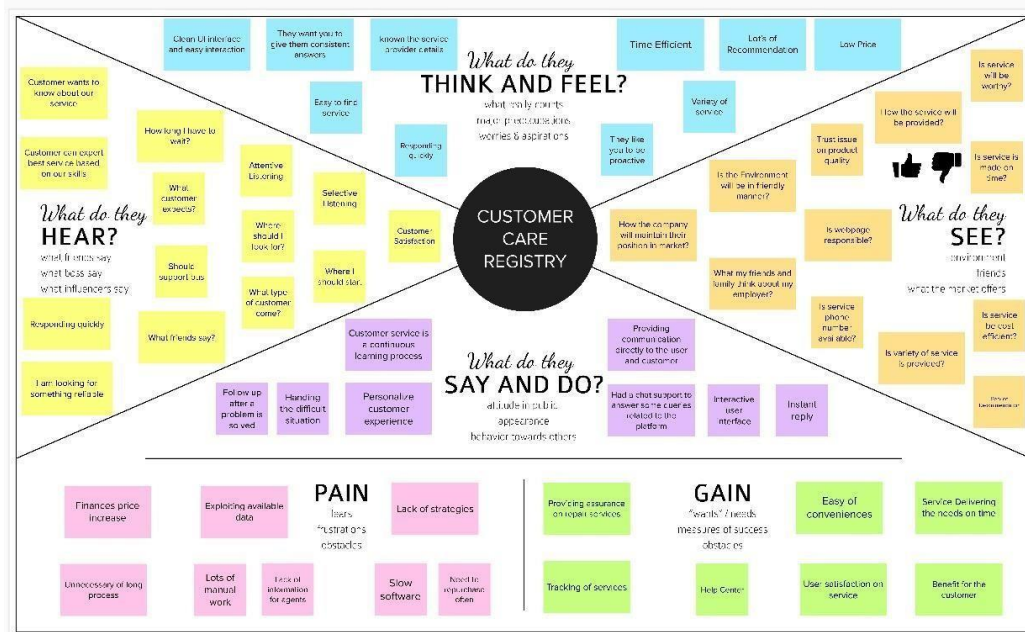 Clean UI interface
and easy interaction
They want you to
give them consistent
answers
known the service
provider details
What do they
THINK AND FEEL?
what really counts
major preoccupations
worries & aspirations
Time Efficient
Lot's of
Recommendation
Low Price
Easy to find
service
Responding
quickly
Variety of
service
They like
you to be
proactive
Customer wants to
know about our
service
Customer can expert
best service based
on our skills
How long I have to
wait?
Attentive
Listening
What
customer
expects?
Selective
Listening
Where
should I
look for?
Customer
Satisfaction
What do they
HEAR?
what friends say
what boss say
what influencers say
Should
support bus
Where I
should star.
What type
of customer
come?
Responding quickly
What friends say?
I am looking for
something reliable
CUSTOMER
CARE
REGISTRY
Is service
will be
worthy?
How the service will
be provided?
Trust issue
on product
quality
Is service is
made on
time?
Is the Environment
will be in friendly
manner?
How the company
will maintain their
position in market?
Is webpage
responsible?
What do they
SEE?
environment
friends
what the market offers
What my friends and
family think about my
employer?
Is service
phone
number
available?
Is service
be cost
efficient?
Is variety of service
is provided?
Customer service is
a continuous
learning process
What do they
SAY AND DO?
attitude in public
appearance
behavior towards others
Providing
communication
directly to the user
and customer
Follow up
after a
problem is
solved
Handing
the difficult
situation
Personalize
customer
experience
Had a chat support to
answer some queries
related to the
platform
Interactive
user
interface
Instant
reply
PAIN
fears
frustrations
obstacles
Finances price
increase
Exploiting available
data
Lack of strategies
Unnecessary of long
process
Lots of
manual
work
Lack of
information
for agents
Slow
software
Need to
repurchase
often
GAIN
"wants" / needs
measures of success
obstacles
Providing assurance
on repair services
Easy of
conveniences
Service Delivering
the needs on time
Tracking of services
Help Center
User satisfaction on
service
Benefit for the
customer